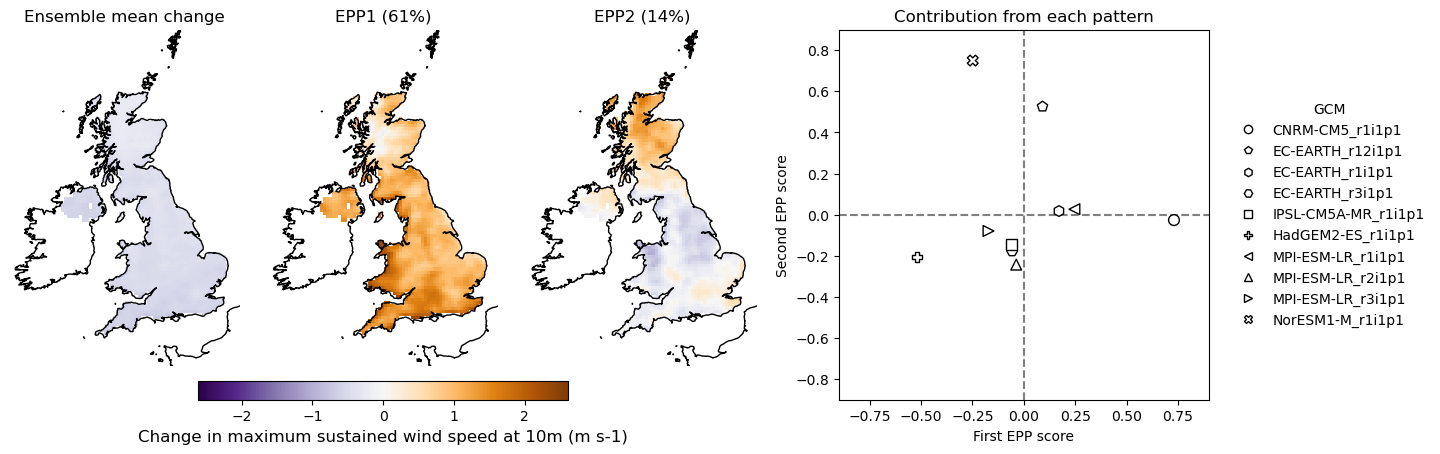 Ensemble mean change
EPP1 (61%)
EPP2 (14%)
−2 −1 0 1 2
Change in maximum sustained wind speed at 10m (m s-1)
Contribution from each pattern
Second EPP score
0.8
0.6
0.4
0.2
0.0
−0.2
−0.4
−0.6
−0.8
−0.75 −0.50 −0.25 0.00 0.25 0.50 0.75
First EPP score
GCM
CNRM-CM5_r1i1p1
EC-EARTH_r12i1p1
EC-EARTH_r1i1p1
EC-EARTH_r3i1p1
IPSL-CM5A-MR_r1i1p1
HadGEM2-ES_r1i1p1
MPI-ESM-LR_r1i1p1
MPI-ESM-LR_r2i1p1
MPI-ESM-LR_r3i1p1
NorESM1-M_r1i1p1